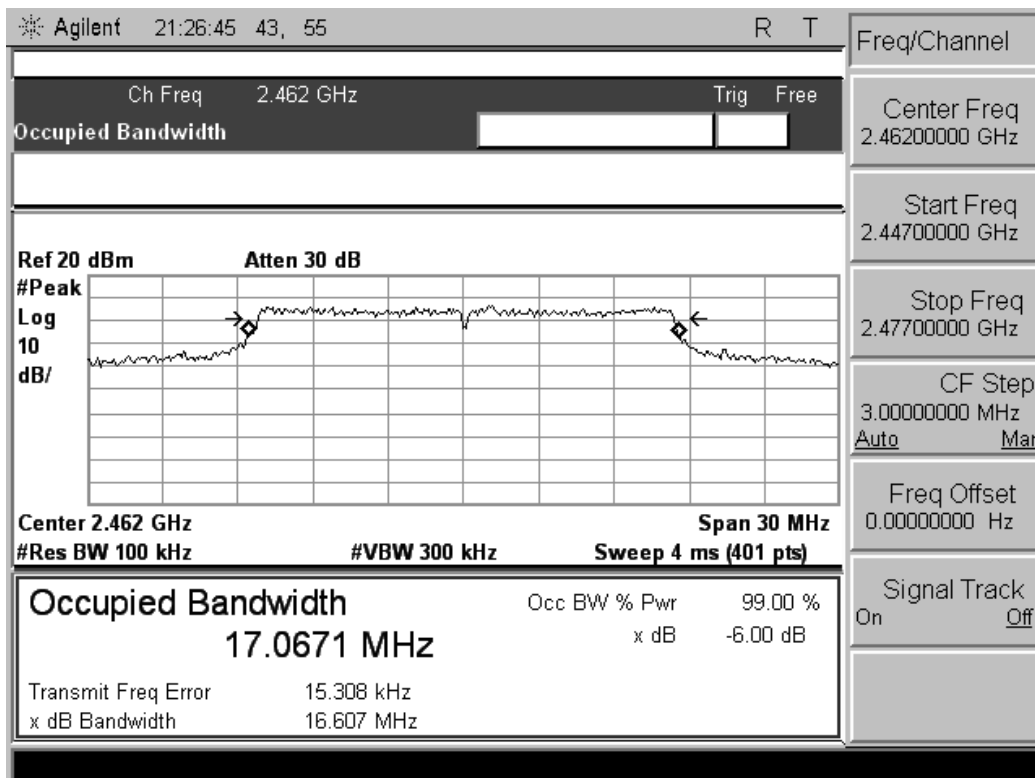 Agilent 21:26:45 43, 55 R T
Ch Freq 2.462 GHz Trig Free
Occupied Bandwidth
Ref 20 dBm Atten 30 dB
#Peak
Log
10
dB/
Center 2.462 GHz Span 30 MHz
#Res BW 100 kHz #VBW 300 kHz Sweep 4 ms (401 pts)
Occupied Bandwidth
17.0671 MHz
Occ BW % Pwr 99.00 %
x dB -6.00 dB
Transmit Freq Error 15.308 kHz
x dB Bandwidth 16.607 MHz
Freq/Channel
Center Freq
2.46200000 GHz
Start Freq
2.44700000 GHz
Stop Freq
2.47700000 GHz
CF Step
3.00000000 MHz
Auto Mar
Freq Offset
0.00000000 Hz
Signal Track
On Off